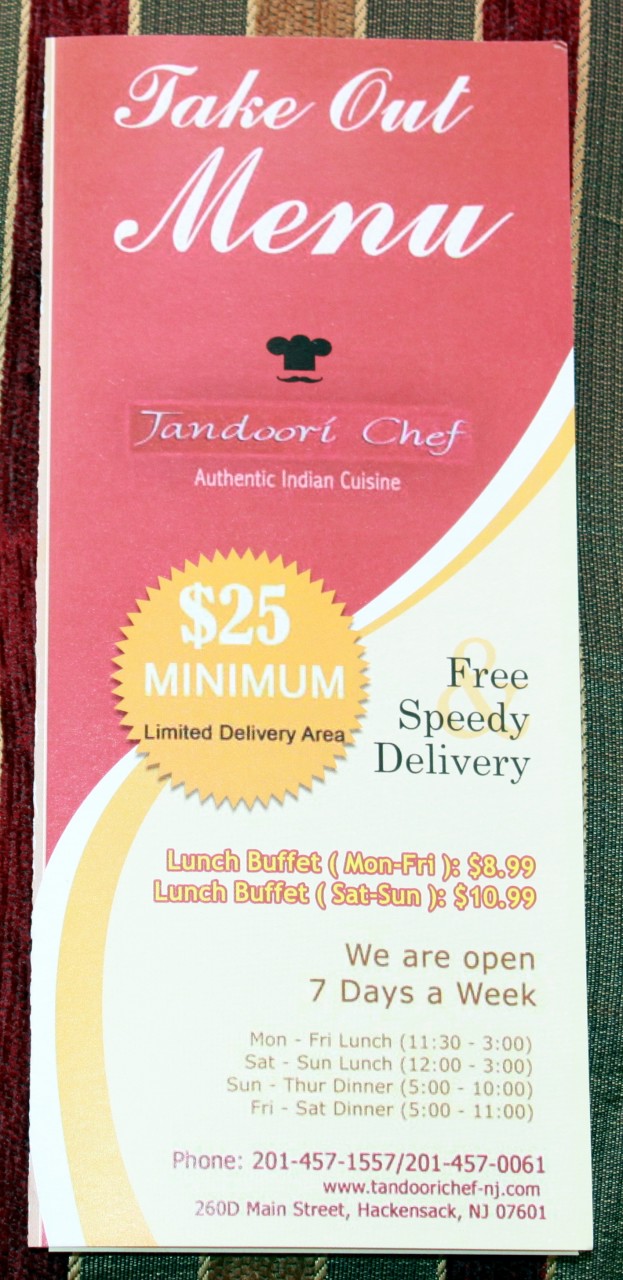 Take Out
Menu
Tandoori Chef
Authentic Indian Cuisine
$25
MINIMUM
Limited Delivery Area
&
Free
Speedy
Delivery
Lunch Buffet ( Mon-Fri ): $8.99
Lunch Buffet ( Sat-Sun ): $10.99
We are open
7 Days a Week
Mon - Fri Lunch (11:30 - 3:00)
Sat - Sun Lunch (12:00 - 3:00)
Sun - Thur Dinner (5:00 - 10:00)
Fri - Sat Dinner (5:00 - 11:00)
Phone: 201-457-1557/201-457-0061
www.tandoorichef-nj.com
260D Main Street, Hackensack, NJ 07601